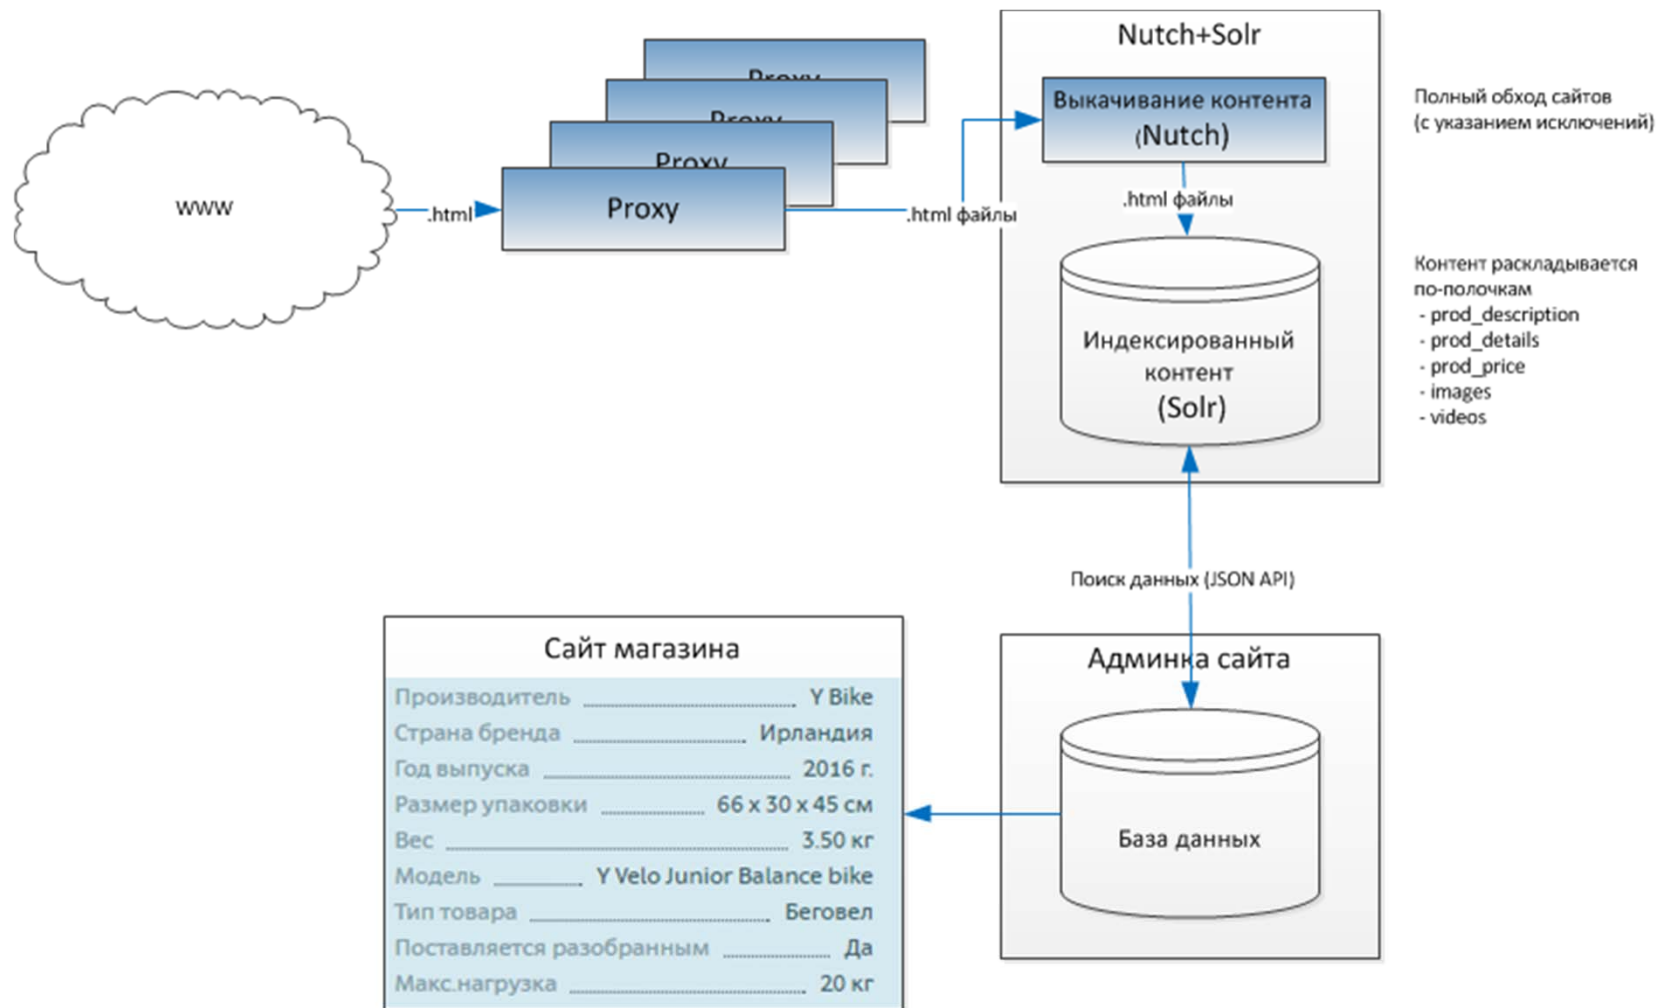 Nutch+Solr
Proxy
Proxy
Proxy
Proxy
www
.html
.html файлы
Выкачивание контента
(Nutch)
.html файлы
Индексированный
контент
(Solr)
Полный обход сайтов
(с указанием исключений)
Контент раскладывается
по-полочкам
- prod_description
- prod_details
- prod_price
- images
- videos
Поиск данных (JSON API)
Админка сайта
База данных
Сайт магазина
Производитель Y Bike
Страна бренда Ирландия
Год выпуска 2016 г.
Размер упаковки 66 x 30 x 45 см
Вес 3.50 кг
Модель Y Velo Junior Balance bike
Тип товара Беговел
Поставляется разобранным Да
Макс.нагрузка 20 кг